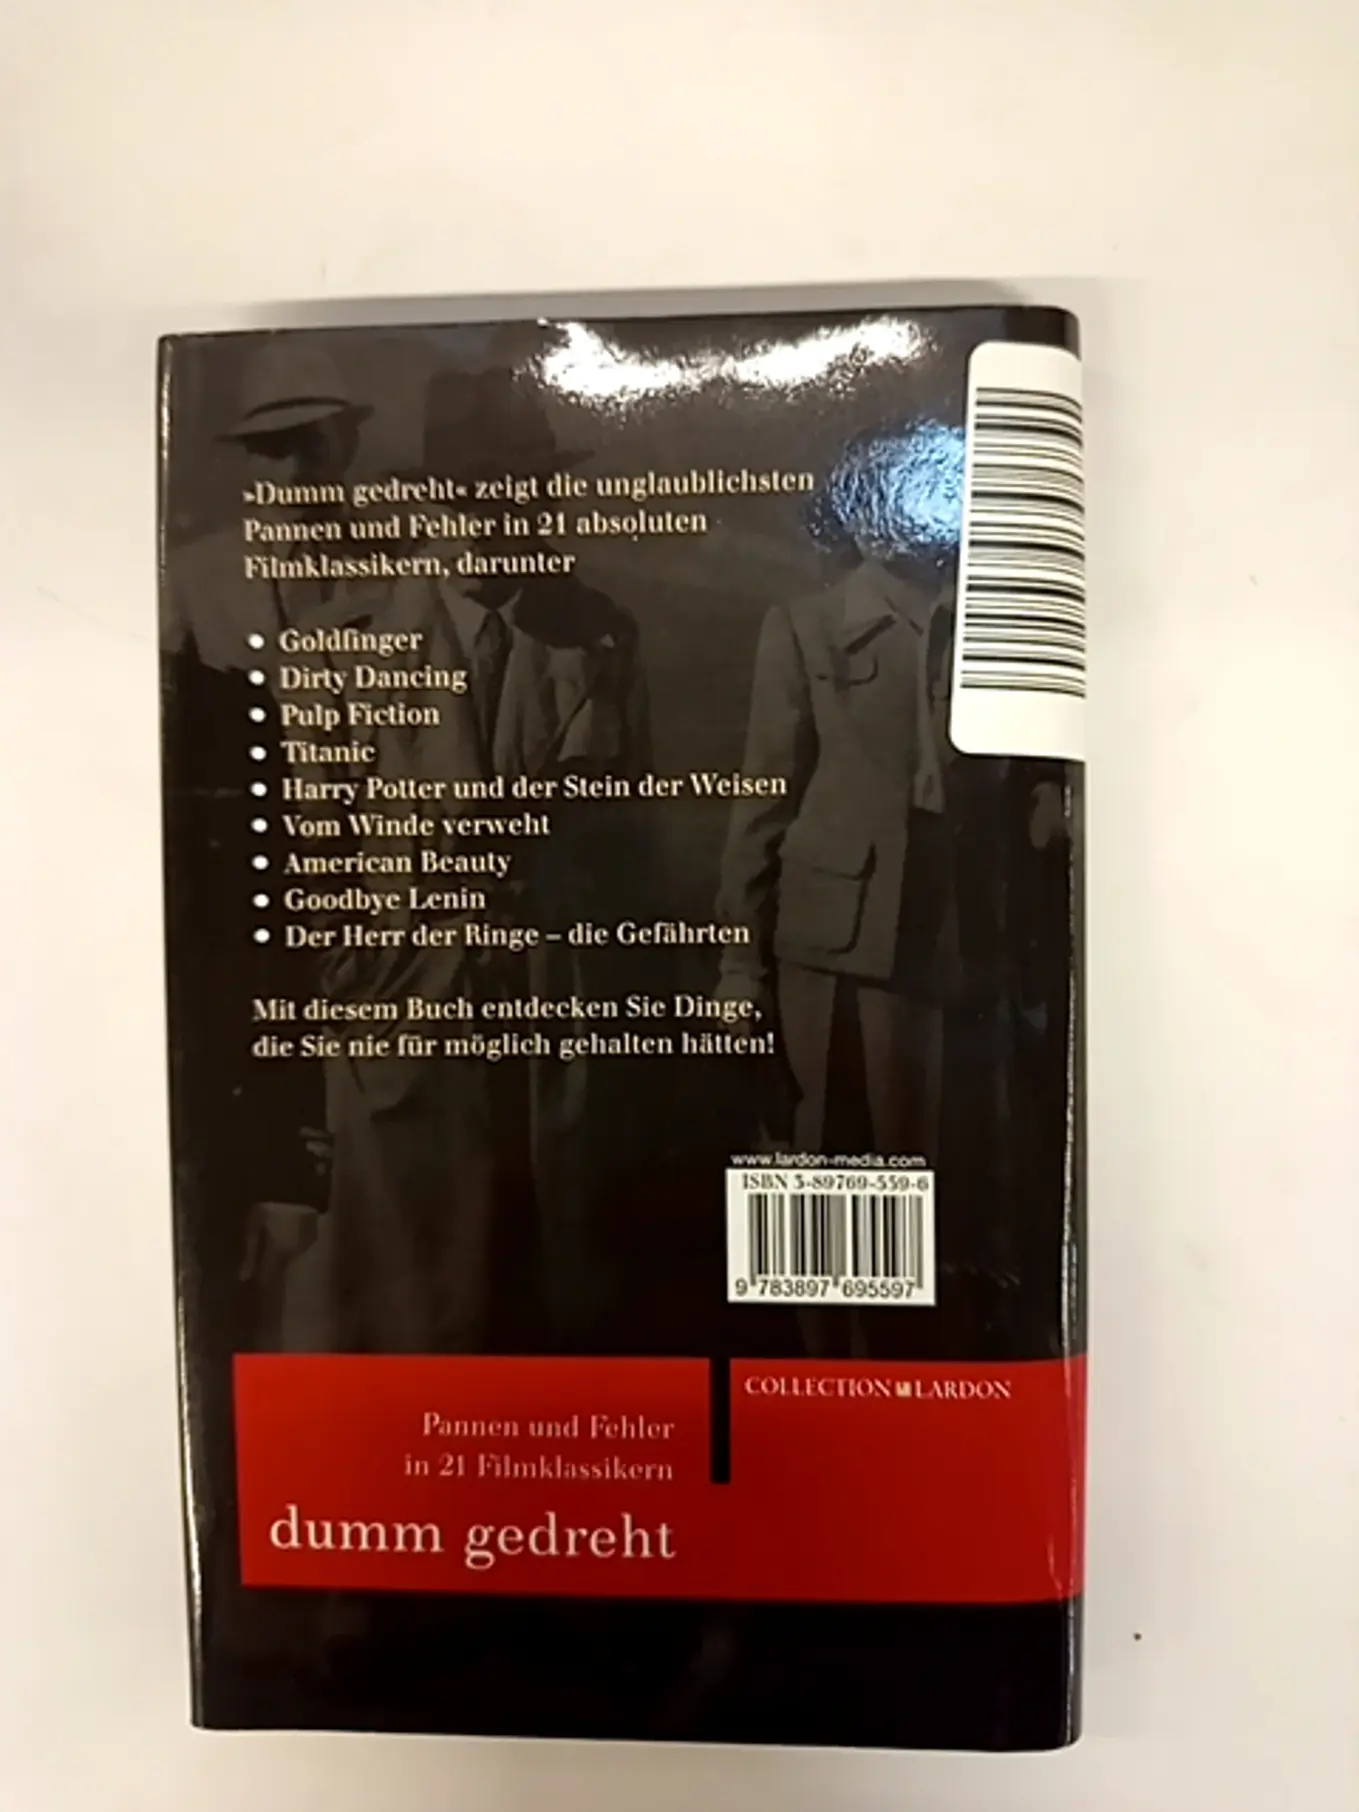 »Dumm gedreht« zeigt die unglaublichsten
Pannen und Fehler in 21 absoluten
Filmklassikern, darunter
• Goldfinger
• Dirty Dancing
• Pulp Fiction
• Titanic
• Harry Potter und der Stein der Weisen
• Vom Winde verweht
• American Beauty
• Goodbye Lenin
• Der Herr der Ringe – die Gefährten
Mit diesem Buch entdecken Sie Dinge,
die Sie nie für möglich gehalten hätten!
www.lardon-media.com
ISBN 3-89769-559-6
9 783897 695597
COLLECTION LARDON
Pannen und Fehler
in 21 Filmklassikern
dumm gedreht